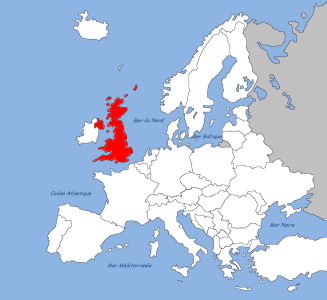 Mer du Nord
Mer Baltique
Océan Atlantique
Mer Noire
Mer Méditerranée